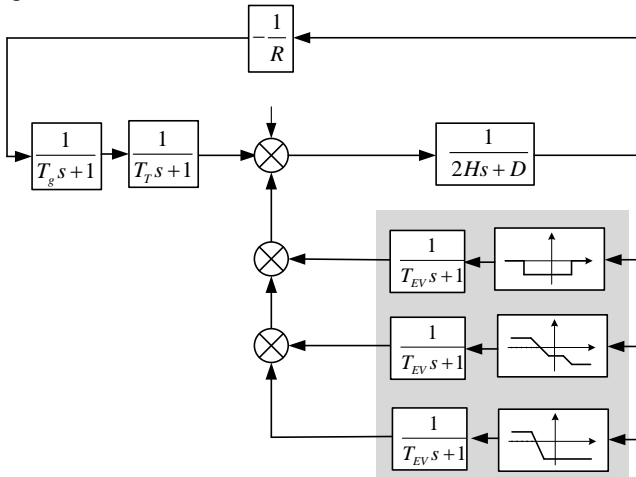 -1/R
1/(T_g s+1)
1/(T_T s+1)
1/(2Hs+D)
1/(T_EV s+1)
1/(T_EV s+1)
1/(T_EV s+1)